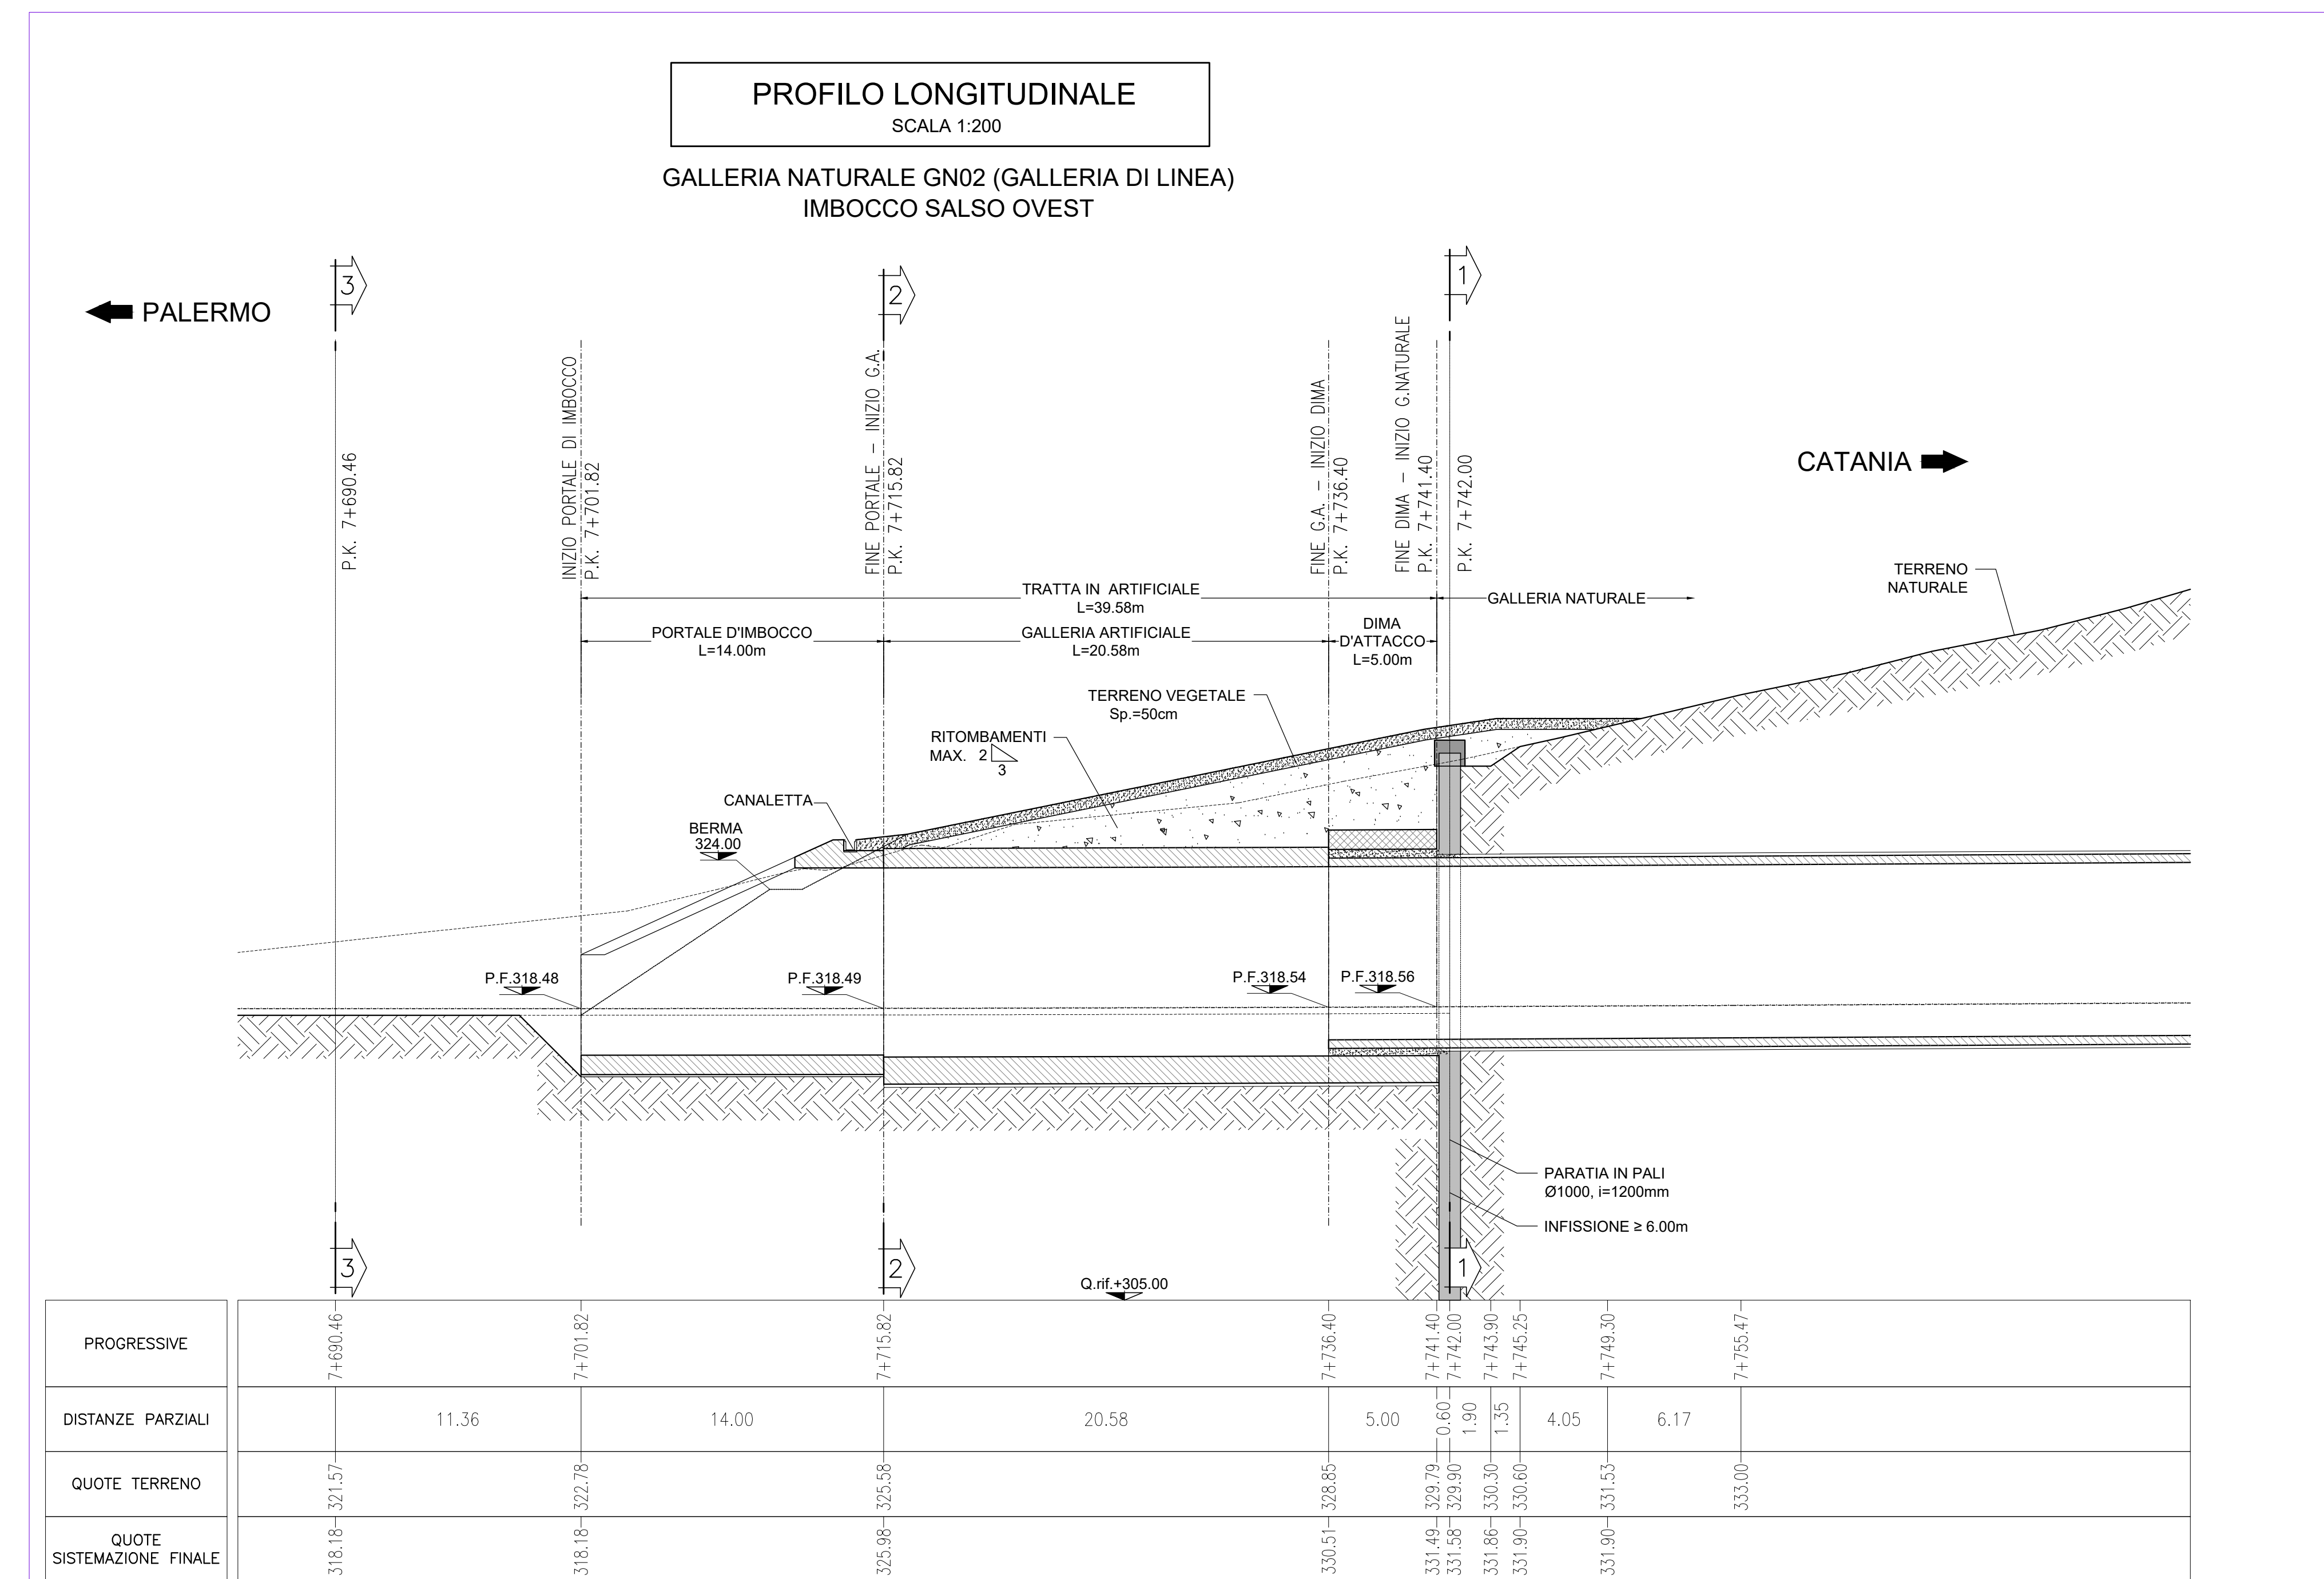 PROFILO LONGITUDINALE
SCALA 1:200
GALLERIA NATURALE GN02 (GALLERIA DI LINEA)
IMBOCCO SALSO OVEST
3
2
1
PALERMO
CATANIA
P.K. 7+690.46
INIZIO PORTALE DI IMBOCCO
P.K. 7+701.82
FINE PORTALE - INIZIO G.A.
P.K. 7+715.82
FINE G.A. - INIZIO DIMA
P.K. 7+736.40
FINE DIMA - INIZIO G.NATURALE
P.K. 7+741.40
P.K. 7+742.00
TRATTA IN ARTIFICIALE
L=39.58m
GALLERIA NATURALE
PORTALE D'IMBOCCO
L=14.00m
GALLERIA ARTIFICIALE
L=20.58m
DIMA
D'ATTACCO
L=5.00m
TERRENO
NATURALE
TERRENO VEGETALE
Sp.=50cm
RITOMBAMENTI
MAX. 2
3
CANALETTA
BERMA
324.00
P.F.318.48
P.F.318.49
P.F.318.54
P.F.318.56
PARATIA IN PALI
Ø1000, i=1200mm
INFISSIONE ≥ 6.00m
3
2
1
Q.rif.+305.00
PROGRESSIVE
7+690.46
7+701.82
7+715.82
7+736.40
7+741.40
7+742.00
7+743.90
7+745.25
7+749.30
7+755.47
DISTANZE PARZIALI
11.36
14.00
20.58
5.00
0.60
1.90
1.35
4.05
6.17
QUOTE TERRENO
321.57
322.78
325.58
328.85
329.79
329.90
330.30
330.60
331.53
333.00
QUOTE
SISTEMAZIONE FINALE
318.18
318.18
325.98
330.51
331.49
331.58
331.86
331.90
331.90